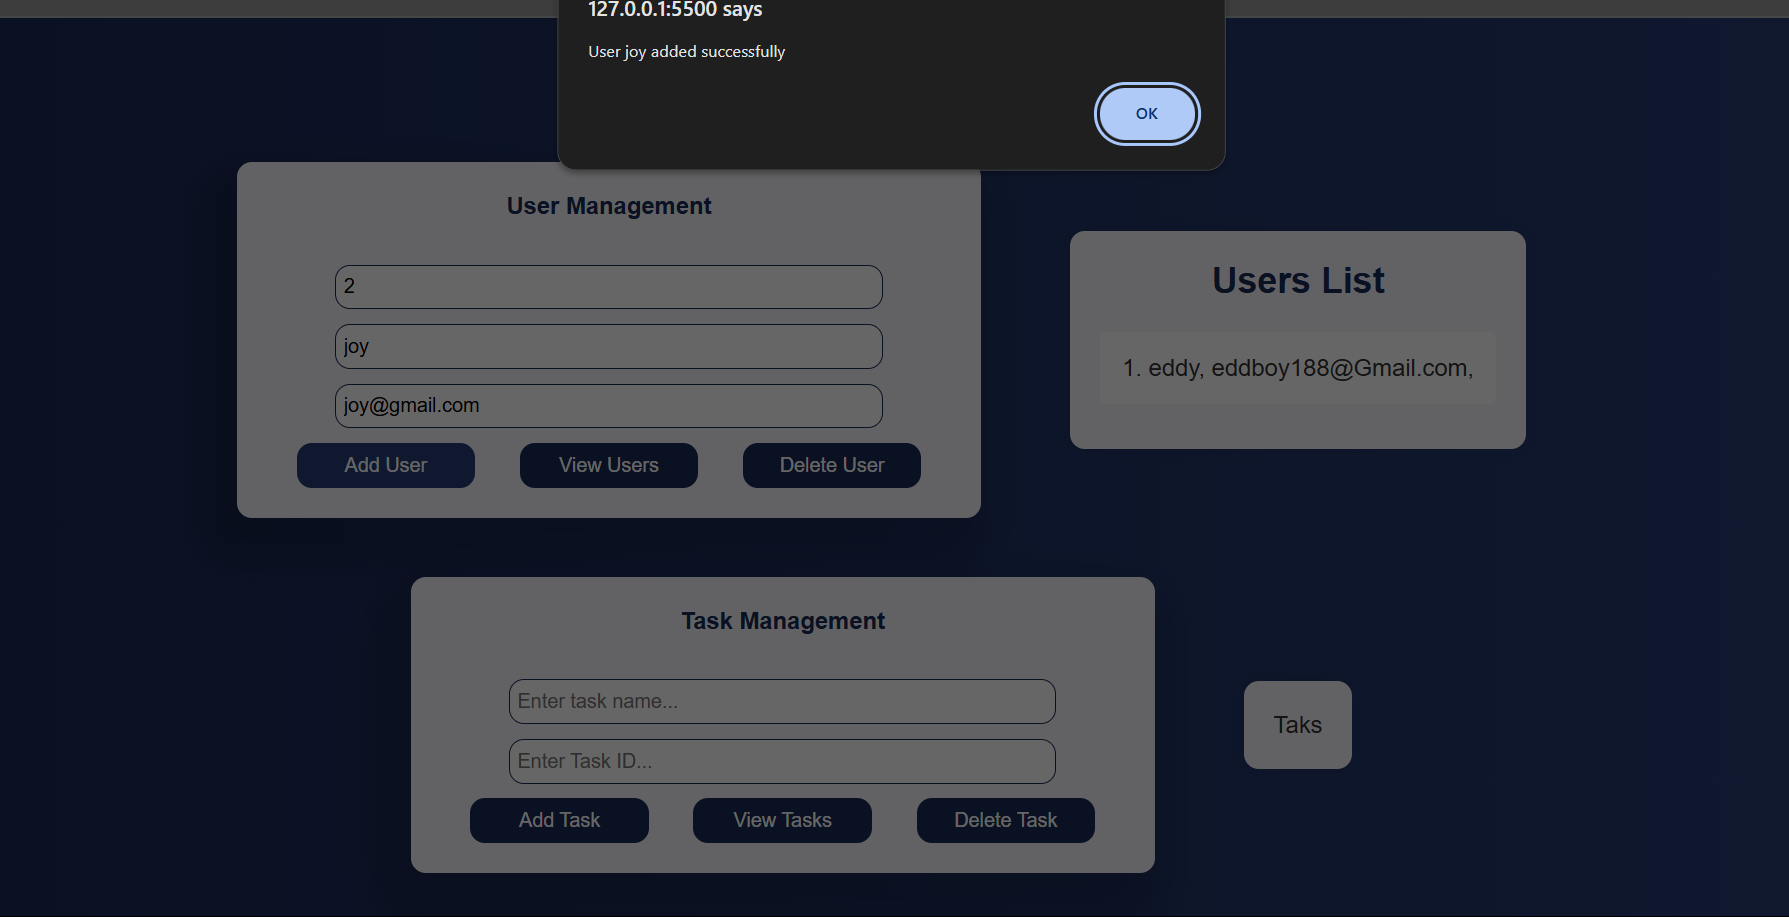 127.0.0.1:5500 says
User joy added successfully
OK
User Management
2
joy
joy@gmail.com
Add User
View Users
Delete User
Users List
1. eddy, eddboy188@Gmail.com,
Task Management
Enter task name...
Enter Task ID...
Add Task
View Tasks
Delete Task
Taks